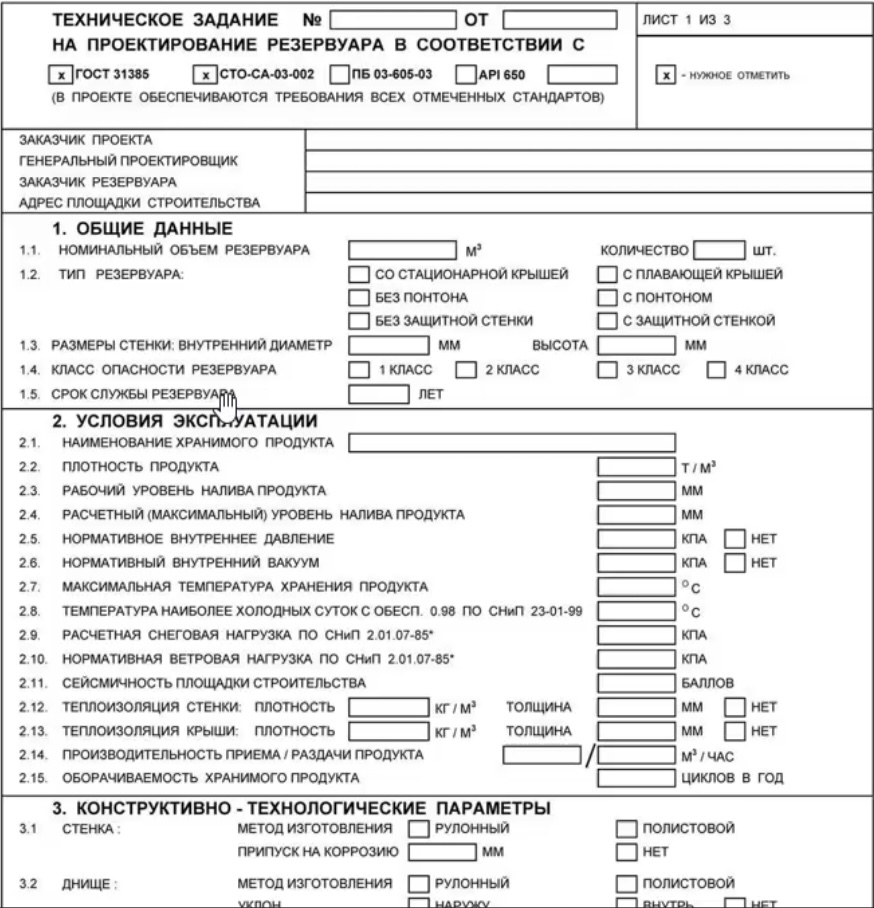 ТЕХНИЧЕСКОЕ ЗАДАНИЕ № ОТ ЛИСТ 1 ИЗ 3
НА ПРОЕКТИРОВАНИЕ РЕЗЕРВУАРА В СООТВЕТСТВИИ С
x ГОСТ 31385 x СТО-СА-03-002 ПБ 03-605-03 API 650 x - НУЖНОЕ ОТМЕТИТЬ
(В ПРОЕКТЕ ОБЕСПЕЧИВАЮТСЯ ТРЕБОВАНИЯ ВСЕХ ОТМЕЧЕННЫХ СТАНДАРТОВ)
ЗАКАЗЧИК ПРОЕКТА
ГЕНЕРАЛЬНЫЙ ПРОЕКТИРОВЩИК
ЗАКАЗЧИК РЕЗЕРВУАРА
АДРЕС ПЛОЩАДКИ СТРОИТЕЛЬСТВА
1. ОБЩИЕ ДАННЫЕ
1.1. НОМИНАЛЬНЫЙ ОБЪЕМ РЕЗЕРВУАРА М³ КОЛИЧЕСТВО ШТ.
1.2. ТИП РЕЗЕРВУАРА: СО СТАЦИОНАРНОЙ КРЫШЕЙ С ПЛАВАЮЩЕЙ КРЫШЕЙ
БЕЗ ПОНТОНА С ПОНТОНОМ
БЕЗ ЗАЩИТНОЙ СТЕНКИ С ЗАЩИТНОЙ СТЕНКОЙ
1.3. РАЗМЕРЫ СТЕНКИ: ВНУТРЕННИЙ ДИАМЕТР ММ ВЫСОТА ММ
1.4. КЛАСС ОПАСНОСТИ РЕЗЕРВУАРА 1 КЛАСС 2 КЛАСС 3 КЛАСС 4 КЛАСС
1.5. СРОК СЛУЖБЫ РЕЗЕРВУАРА ЛЕТ
2. УСЛОВИЯ ЭКСПЛУАТАЦИИ
2.1. НАИМЕНОВАНИЕ ХРАНИМОГО ПРОДУКТА
2.2. ПЛОТНОСТЬ ПРОДУКТА Т / М³
2.3. РАБОЧИЙ УРОВЕНЬ НАЛИВА ПРОДУКТА ММ
2.4. РАСЧЕТНЫЙ (МАКСИМАЛЬНЫЙ) УРОВЕНЬ НАЛИВА ПРОДУКТА ММ
2.5. НОРМАТИВНОЕ ВНУТРЕННЕЕ ДАВЛЕНИЕ КПА НЕТ
2.6. НОРМАТИВНЫЙ ВНУТРЕННИЙ ВАКУУМ КПА НЕТ
2.7. МАКСИМАЛЬНАЯ ТЕМПЕРАТУРА ХРАНЕНИЯ ПРОДУКТА °С
2.8. ТЕМПЕРАТУРА НАИБОЛЕЕ ХОЛОДНЫХ СУТОК С ОБЕСП. 0.98 ПО СНиП 23-01-99 °С
2.9. РАСЧЕТНАЯ СНЕГОВАЯ НАГРУЗКА ПО СНиП 2.01.07-85* КПА
2.10. НОРМАТИВНАЯ ВЕТРОВАЯ НАГРУЗКА ПО СНиП 2.01.07-85* КПА
2.11. СЕЙСМИЧНОСТЬ ПЛОЩАДКИ СТРОИТЕЛЬСТВА БАЛЛОВ
2.12. ТЕПЛОИЗОЛЯЦИЯ СТЕНКИ: ПЛОТНОСТЬ КГ / М³ ТОЛЩИНА ММ НЕТ
2.13. ТЕПЛОИЗОЛЯЦИЯ КРЫШИ: ПЛОТНОСТЬ КГ / М³ ТОЛЩИНА ММ НЕТ
2.14. ПРОИЗВОДИТЕЛЬНОСТЬ ПРИЕМА / РАЗДАЧИ ПРОДУКТА / М³ / ЧАС
2.15. ОБОРАЧИВАЕМОСТЬ ХРАНИМОГО ПРОДУКТА ЦИКЛОВ В ГОД
3. КОНСТРУКТИВНО - ТЕХНОЛОГИЧЕСКИЕ ПАРАМЕТРЫ
3.1 СТЕНКА : МЕТОД ИЗГОТОВЛЕНИЯ РУЛОННЫЙ ПОЛИСТОВОЙ
ПРИПУСК НА КОРРОЗИЮ ММ НЕТ
3.2 ДНИЩЕ : МЕТОД ИЗГОТОВЛЕНИЯ РУЛОННЫЙ ПОЛИСТОВОЙ
УКЛОН НАРУЖУ ВНУТРЬ НЕТ